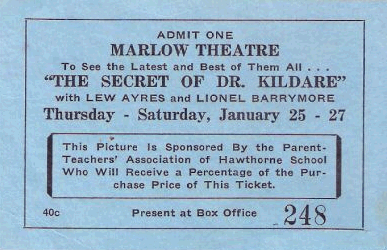 ADMIT ONE
MARLOW THEATRE
To See the Latest and Best of Them All . . .
"THE SECRET OF DR. KILDARE"
with LEW AYRES and LIONEL BARRYMORE
Thursday - Saturday, January 25 - 27
This Picture is Sponsored By the Parent-
Teachers' Association of Hawthorne School
Who Will Receive a Percentage of the Pur-
chase Price of This Ticket.
40c Present at Box Office 248